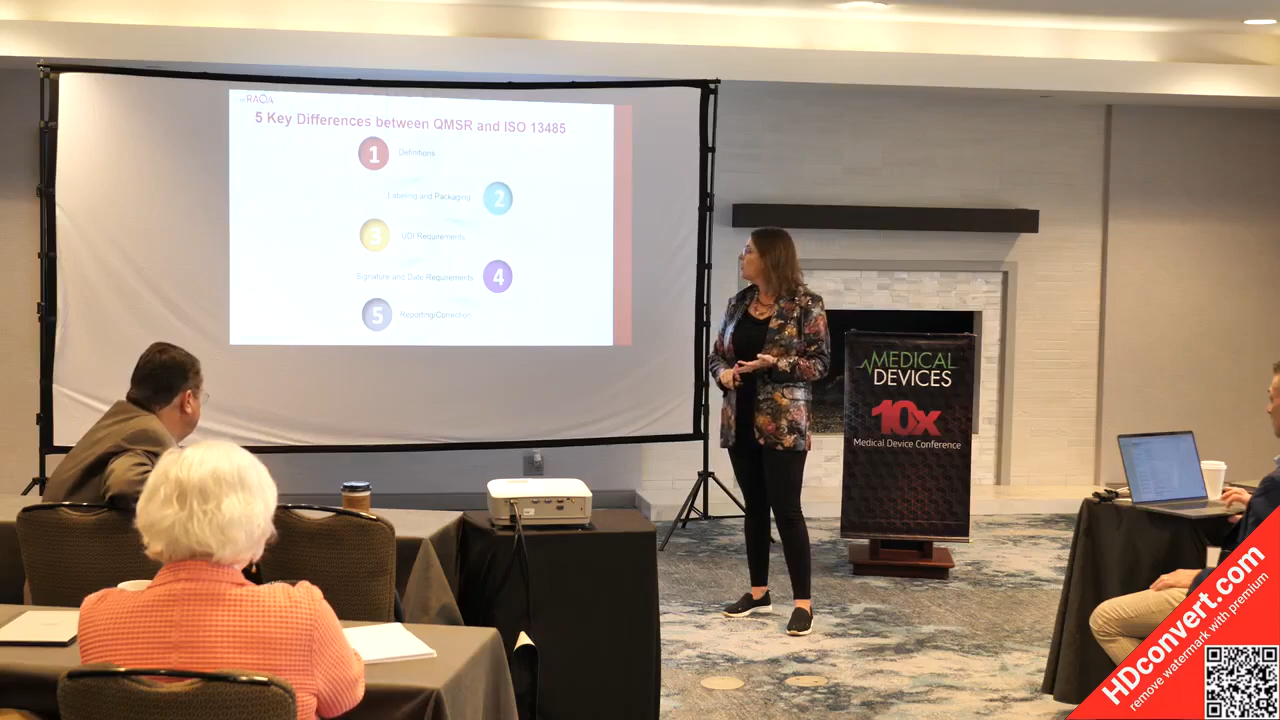 RAQA
5 Key Differences between QMSR and ISO 13485
1 Definitions
Labeling and Packaging 2
3 UDI Requirements
Signature and Date Requirements 4
5 Reporting/Correction
MEDICAL
DEVICES
10x
Medical Device Conference
HDconvert.com
remove watermark with premium